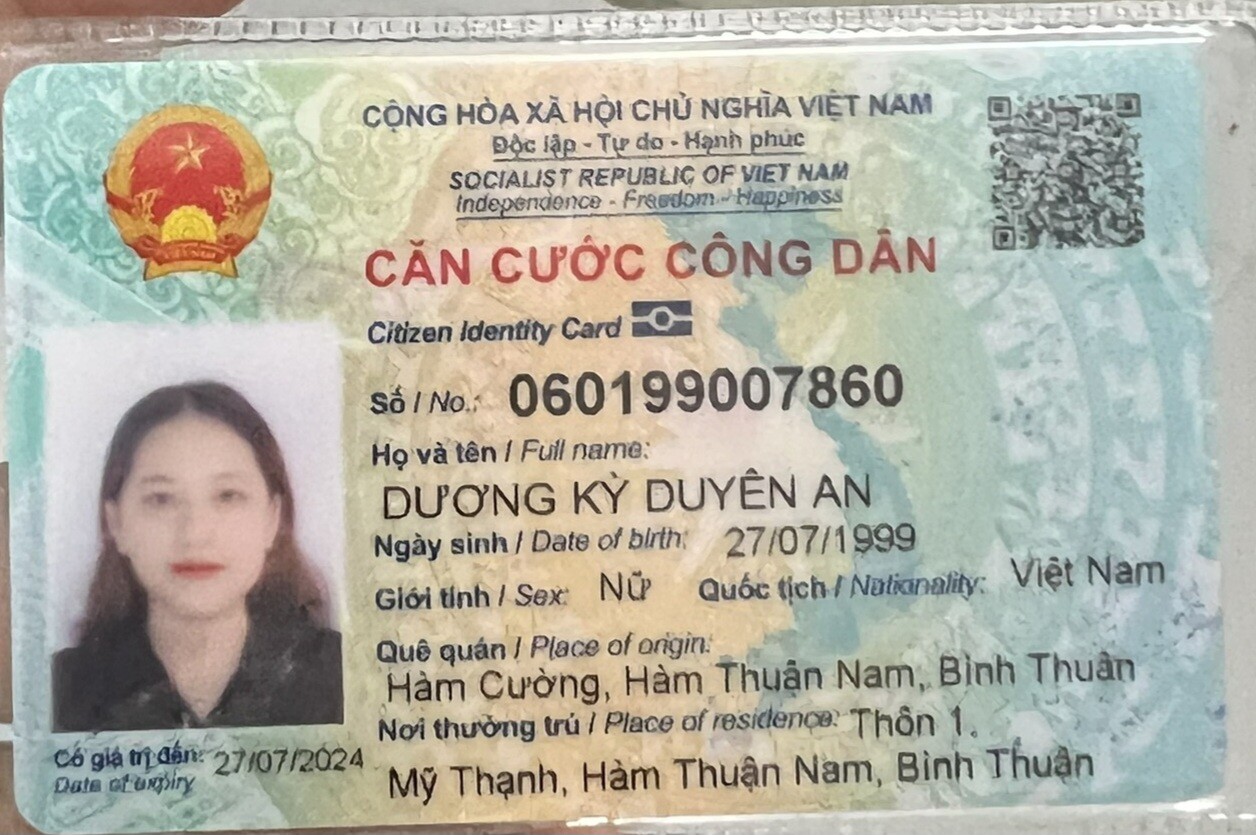 CỘNG HÒA XÃ HỘI CHỦ NGHĨA VIỆT NAM
Độc lập - Tự do - Hạnh phúc
SOCIALIST REPUBLIC OF VIET NAM
Independence - Freedom - Happiness
CĂN CƯỚC CÔNG DÂN
Citizen Identity Card
Số / No.: 060199007860
Họ và tên / Full name:
DƯƠNG KỲ DUYÊN AN
Ngày sinh / Date of birth: 27/07/1999
Giới tính / Sex: Nữ Quốc tịch / Nationality: Việt Nam
Quê quán / Place of origin:
Hàm Cường, Hàm Thuận Nam, Bình Thuận
Nơi thường trú / Place of residence: Thôn 1,
Mỹ Thạnh, Hàm Thuận Nam, Bình Thuận
Có giá trị đến: 27/07/2024
Date of expiry
VIỆT NAM